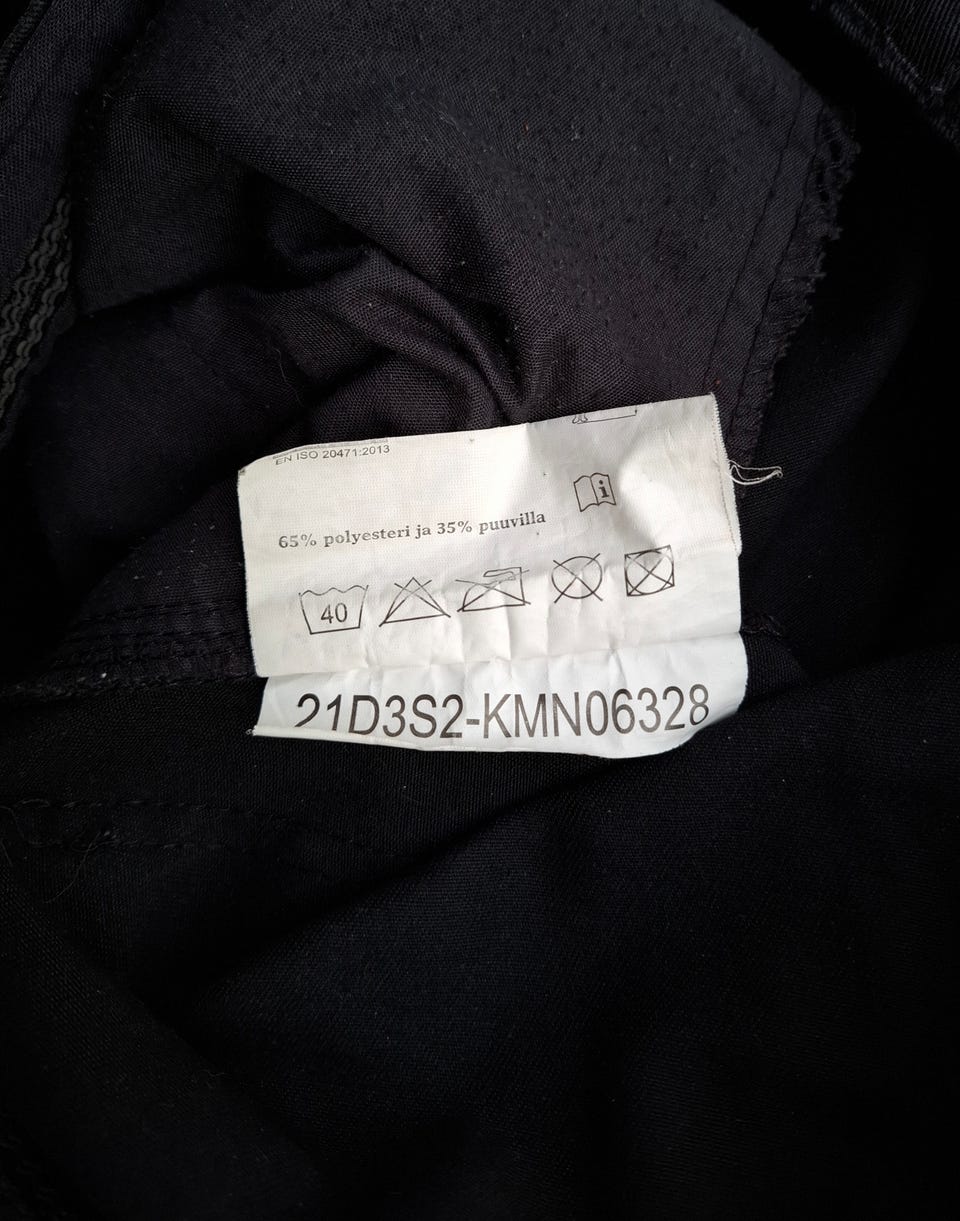 EN ISO 20471:2013
65% polyesteri ja 35% puuvilla
40
21D3S2-KMN06328